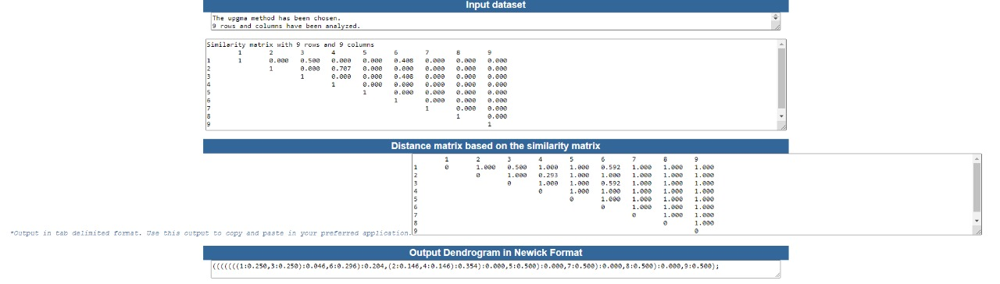 Input dataset
The upgma method has been chosen.
9 rows and columns have been analyzed.
Similarity matrix with 9 rows and 9 columns
1 2 3 4 5 6 7 8 9
1 1 0.000 0.500 0.000 0.000 0.408 0.000 0.000 0.000
2 1 0.000 0.707 0.000 0.000 0.000 0.000 0.000
3 1 0.000 0.000 0.408 0.000 0.000 0.000
4 1 0.000 0.000 0.000 0.000 0.000
5 1 0.000 0.000 0.000 0.000
6 1 0.000 0.000 0.000
7 1 0.000 0.000
8 1 0.000
9 1
Distance matrix based on the similarity matrix
1 2 3 4 5 6 7 8 9
1 0 1.000 0.500 1.000 1.000 0.592 1.000 1.000 1.000
2 0 1.000 0.293 1.000 1.000 1.000 1.000 1.000
3 0 1.000 1.000 0.592 1.000 1.000 1.000
4 0 1.000 1.000 1.000 1.000 1.000
5 0 1.000 1.000 1.000 1.000
6 0 1.000 1.000 1.000
7 0 1.000 1.000
8 0 1.000
9 0
*Output in tab delimited format. Use this output to copy and paste in your preferred application.
Output Dendrogram in Newick Format
(((((((1:0.250,3:0.250):0.046,6:0.296):0.204,(2:0.146,4:0.146):0.354):0.000,5:0.500):0.000,7:0.500):0.000,8:0.500):0.000,9:0.500);